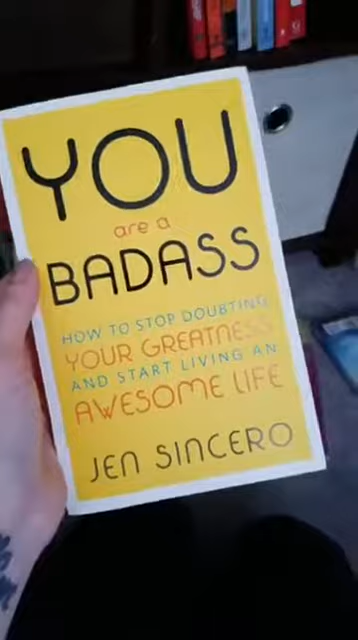 YOU
are a
BADASS
HOW TO STOP DOUBTING
YOUR GREATNESS
AND START LIVING AN
AWESOME LIFE
JEN SINCERO